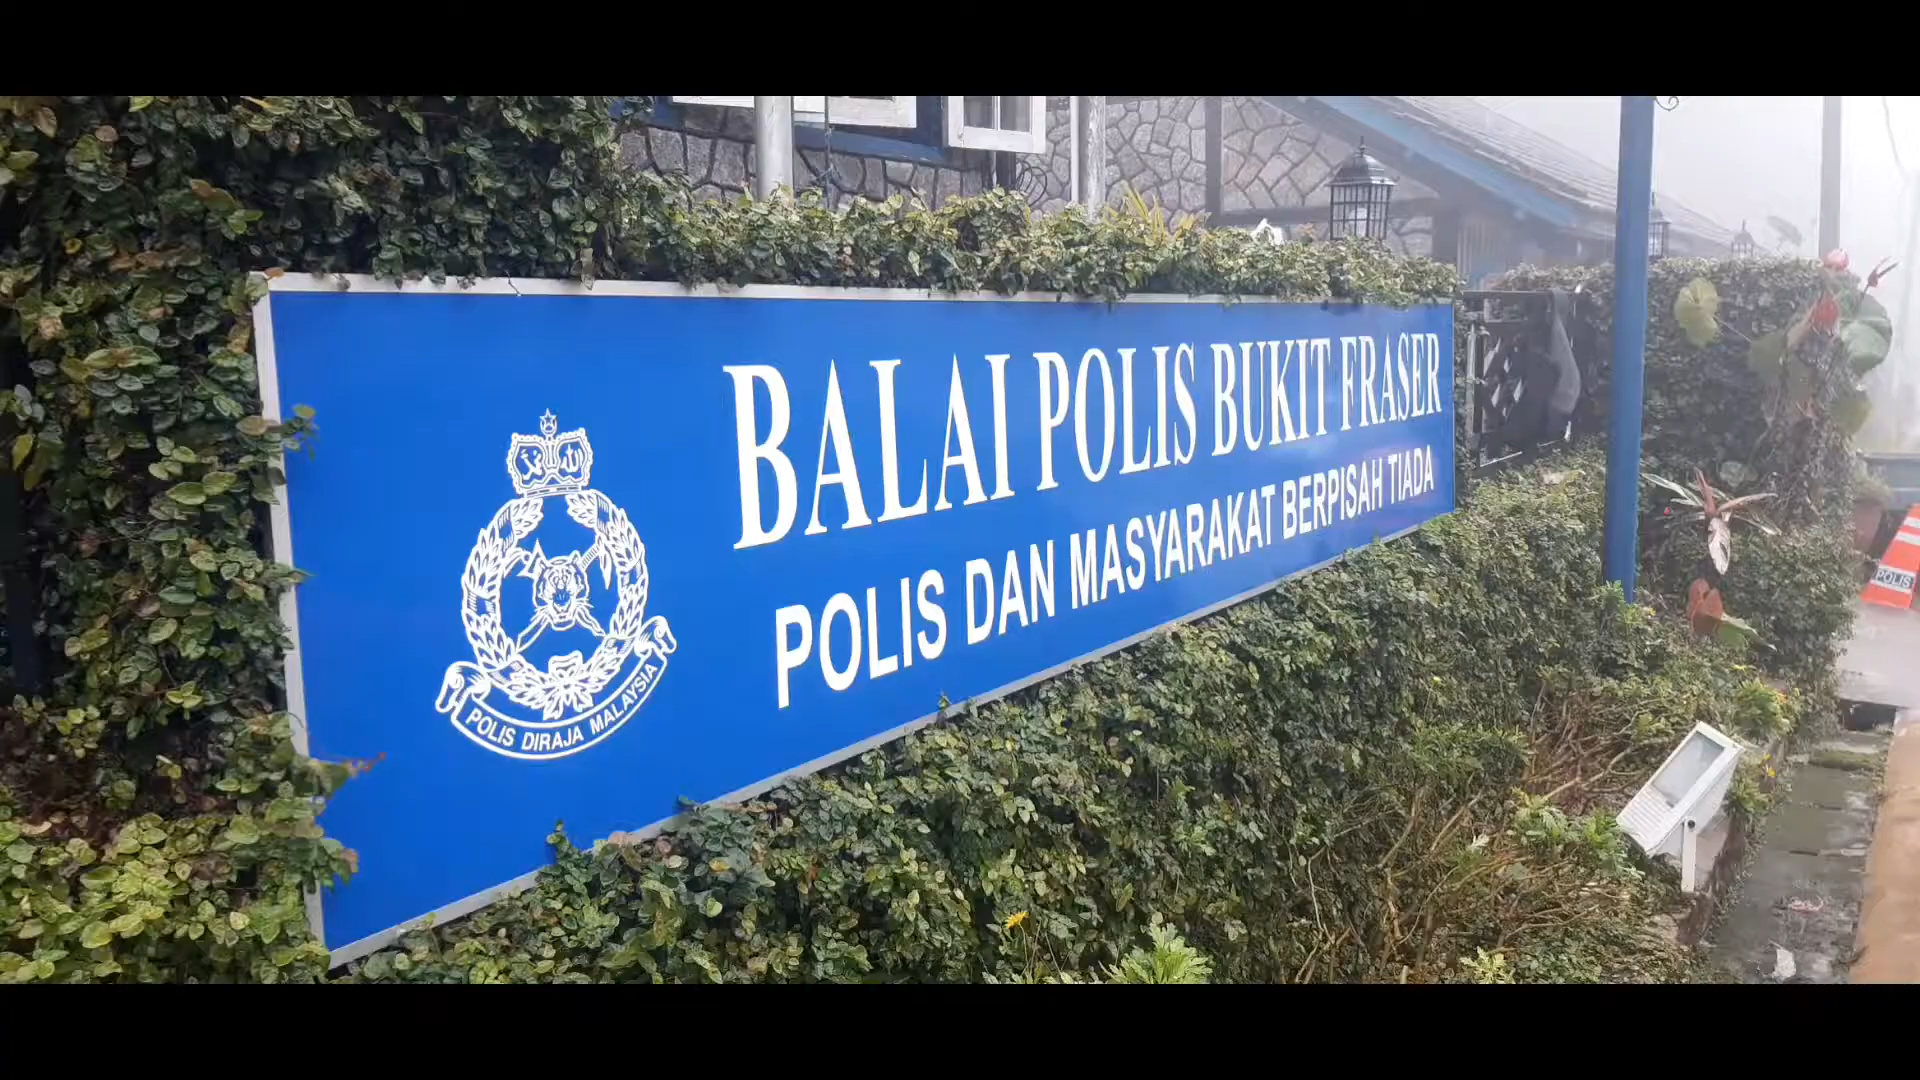 BALAI POLIS BUKIT FRASER
POLIS DAN MASYARAKAT BERPISAH TIADA
POLIS DIRAJA MALAYSIA
POLIS